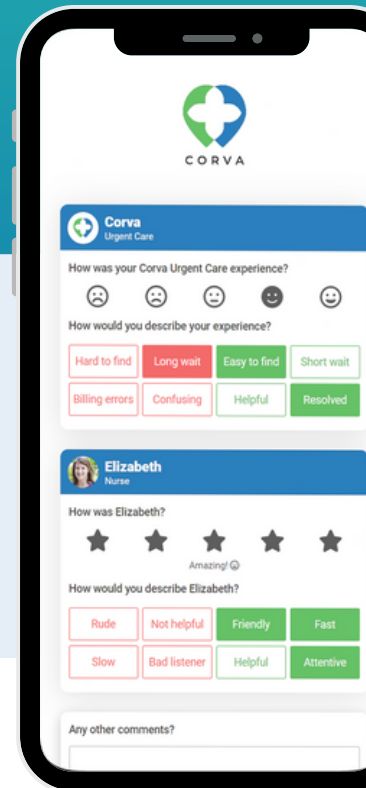 CORVA
Corva
Urgent Care
How was your Corva Urgent Care experience?
How would you describe your experience?
Hard to find Long wait Easy to find Short wait
Billing errors Confusing Helpful Resolved
Elizabeth
Nurse
How was Elizabeth?
Amazing!
How would you describe Elizabeth?
Rude Not helpful Friendly Fast
Slow Bad listener Helpful Attentive
Any other comments?